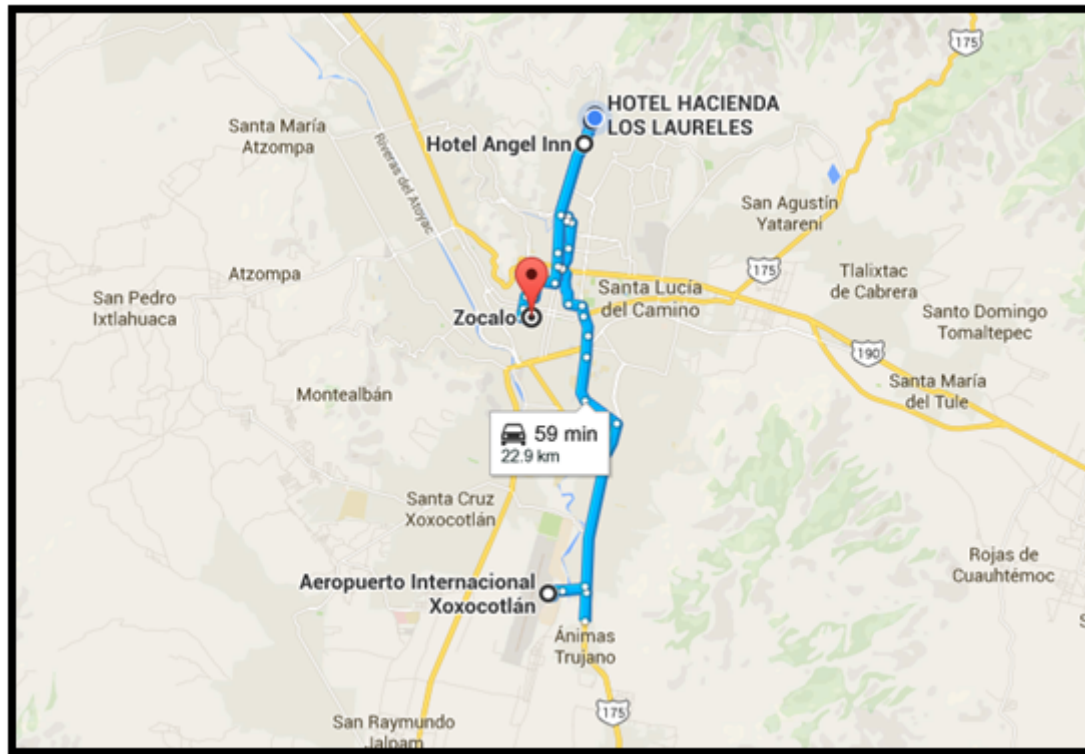 175
HOTEL HACIENDA
LOS LAURELES
Santa María
Atzompa
Hotel Angel Inn
Riveras del Atoyac
San Agustín
Yatareni
Atzompa
175
Tlalixtac
de Cabrera
San Pedro
Ixtlahuaca
Santa Lucía
del Camino
Zocalo
Santo Domingo
Tomaltepec
190
Montealbán
Santa María
del Tule
59 min
22.9 km
Santa Cruz
Xoxocotlán
Rojas de
Cuauhtémoc
Aeropuerto Internacional
Xoxocotlán
S
Ánimas
Trujano
175
San Raymundo
Jalpam